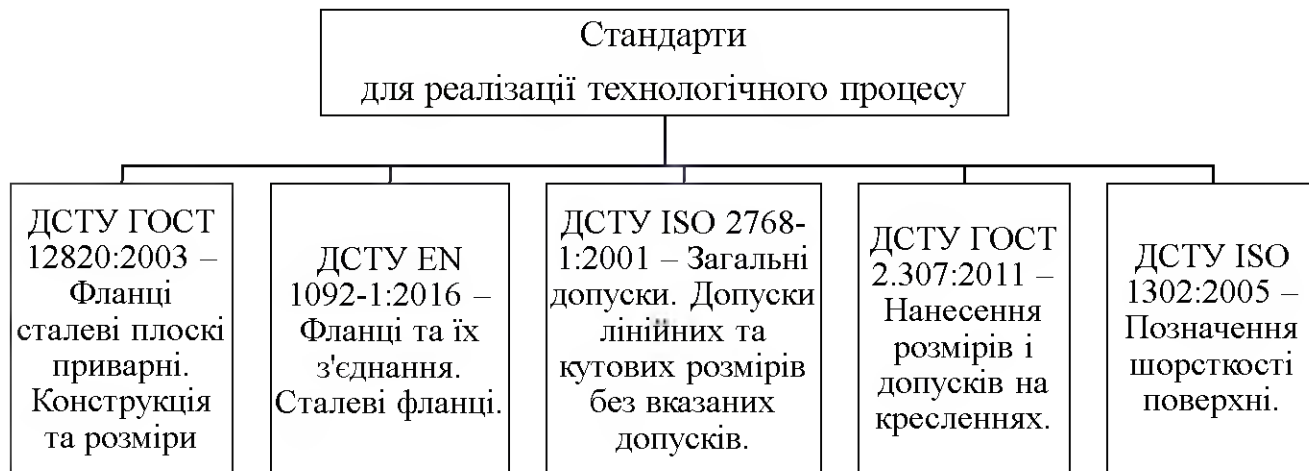 Стандарти
для реалізації технологічного процесу
ДСТУ ГОСТ
12820:2003 –
Фланці
сталеві плоскі
приварні.
Конструкція
та розміри
ДСТУ EN
1092-1:2016 –
Фланці та їх
з'єднання.
Сталеві фланці.
ДСТУ ISO 2768-
1:2001 – Загальні
допуски. Допуски
лінійних та
кутових розмірів
без вказаних
допусків.
ДСТУ ГОСТ
2.307:2011 –
Нанесення
розмірів і
допусків на
кресленнях.
ДСТУ ISO
1302:2005 –
Позначення
шорсткості
поверхні.